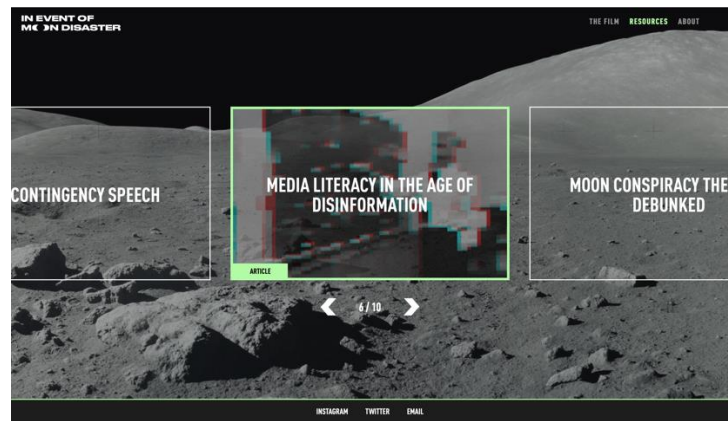 IN EVENT OF
MOON DISASTER
THE FILM RESOURCES ABOUT
CONTINGENCY SPEECH
MEDIA LITERACY IN THE AGE OF
DISINFORMATION
ARTICLE
MOON CONSPIRACY THE
DEBUNKED
6 / 10
INSTAGRAM TWITTER EMAIL